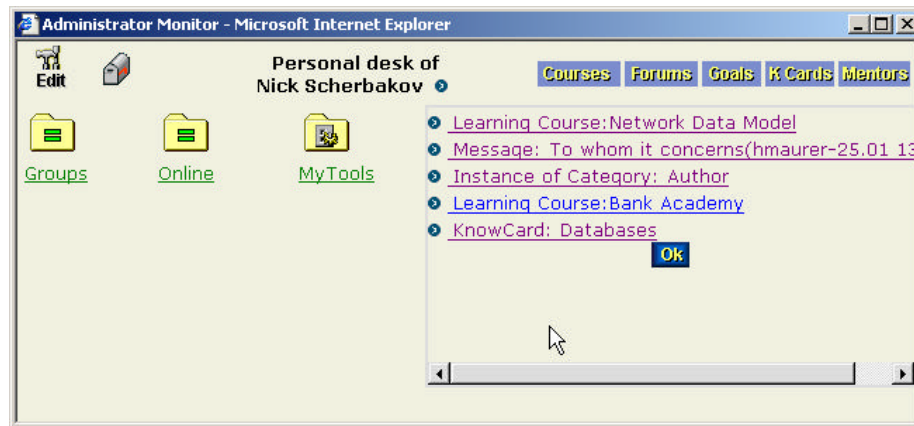 Administrator Monitor - Microsoft Internet Explorer
Edit
Personal desk of
Nick Scherbakov
Courses Forums Goals K Cards Mentors
Groups Online MyTools
Learning Course:Network Data Model
Message: To whom it concerns(hmaurer-25.01 13
Instance of Category: Author
Learning Course:Bank Academy
KnowCard: Databases
Ok